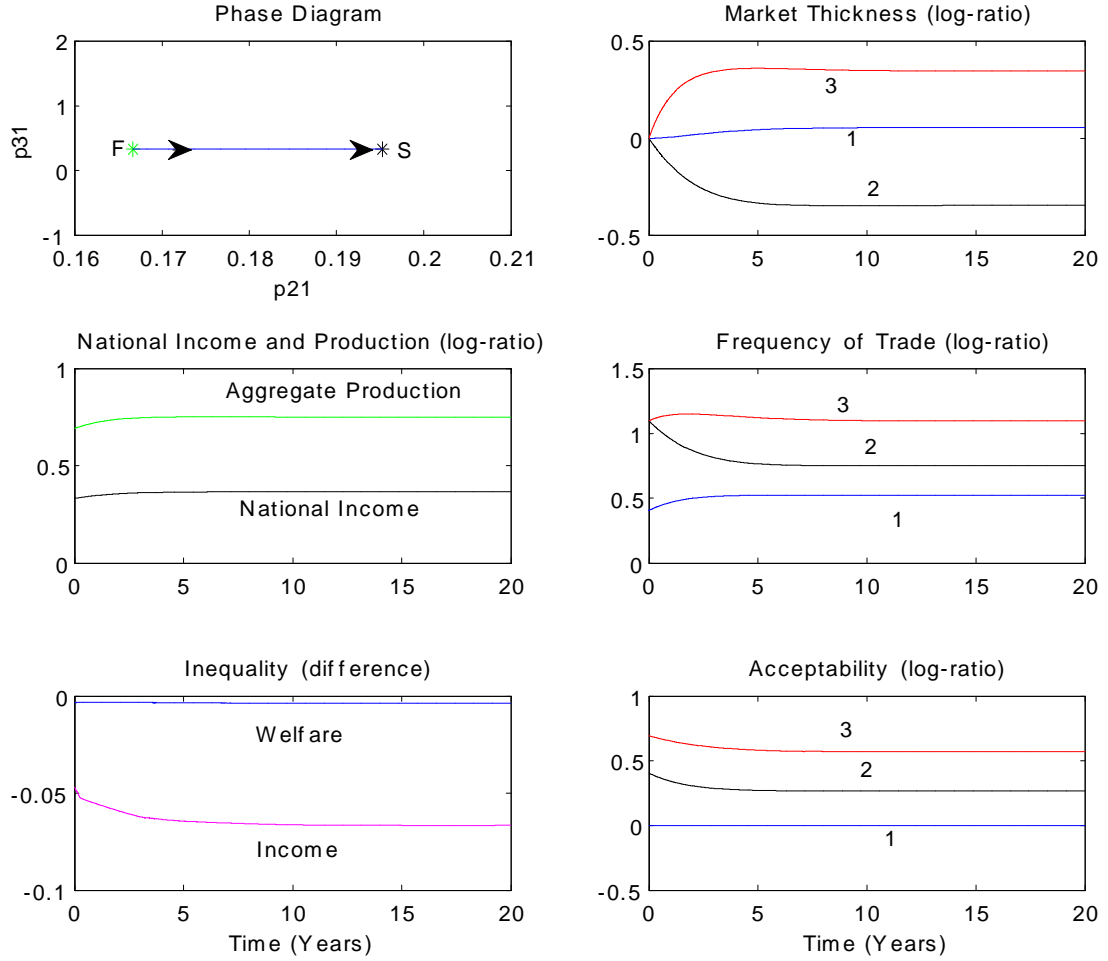 Phase Diagram
2
1
0
-1
p31
F
S
0.16 0.17 0.18 0.19 0.2 0.21
p21
Market Thickness (log-ratio)
0.5
0
-0.5
3
1
2
0 5 10 15 20
National Income and Production (log-ratio)
1
0.5
0
Aggregate Production
National Income
0 5 10 15 20
Frequency of Trade (log-ratio)
1.5
1
0.5
0
3
2
1
0 5 10 15 20
Inequality (difference)
0
-0.05
-0.1
Welfare
Income
0 5 10 15 20
Time (Years)
Acceptability (log-ratio)
1
0.5
0
-0.5
3
2
1
0 5 10 15 20
Time (Years)